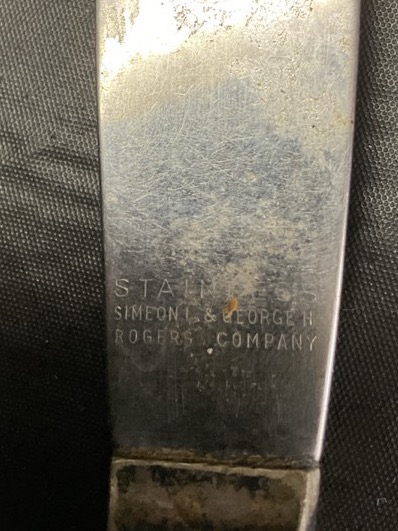 STAINLESS
SIMEON L. & GEORGE H.
ROGERS COMPANY